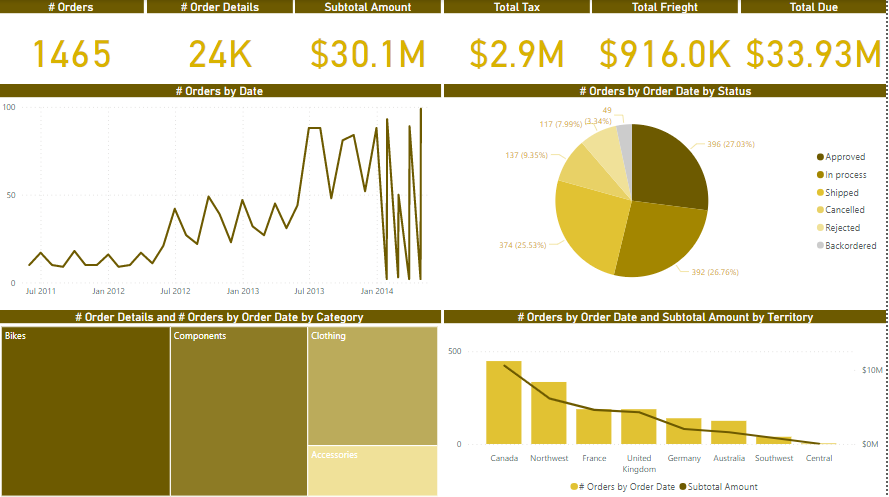 # Orders
# Order Details
Subtotal Amount
Total Tax
Total Frieght
Total Due
1465
24K
$30.1M
$2.9M
$916.0K
$33.93M
# Orders by Date
100
50
0
Jul 2011
Jan 2012
Jul 2012
Jan 2013
Jul 2013
Jan 2014
# Orders by Order Date by Status
49
(3.34%)
117 (7.99%)
137 (9.35%)
374 (25.53%)
396 (27.03%)
392 (26.76%)
Approved
In process
Shipped
Cancelled
Rejected
Backordered
# Order Details and # Orders by Order Date by Category
Bikes
Components
Clothing
Accessories
# Orders by Order Date and Subtotal Amount by Territory
500
0
$10M
$0M
Canada
Northwest
France
United
Kingdom
Germany
Australia
Southwest
Central
# Orders by Order Date
Subtotal Amount